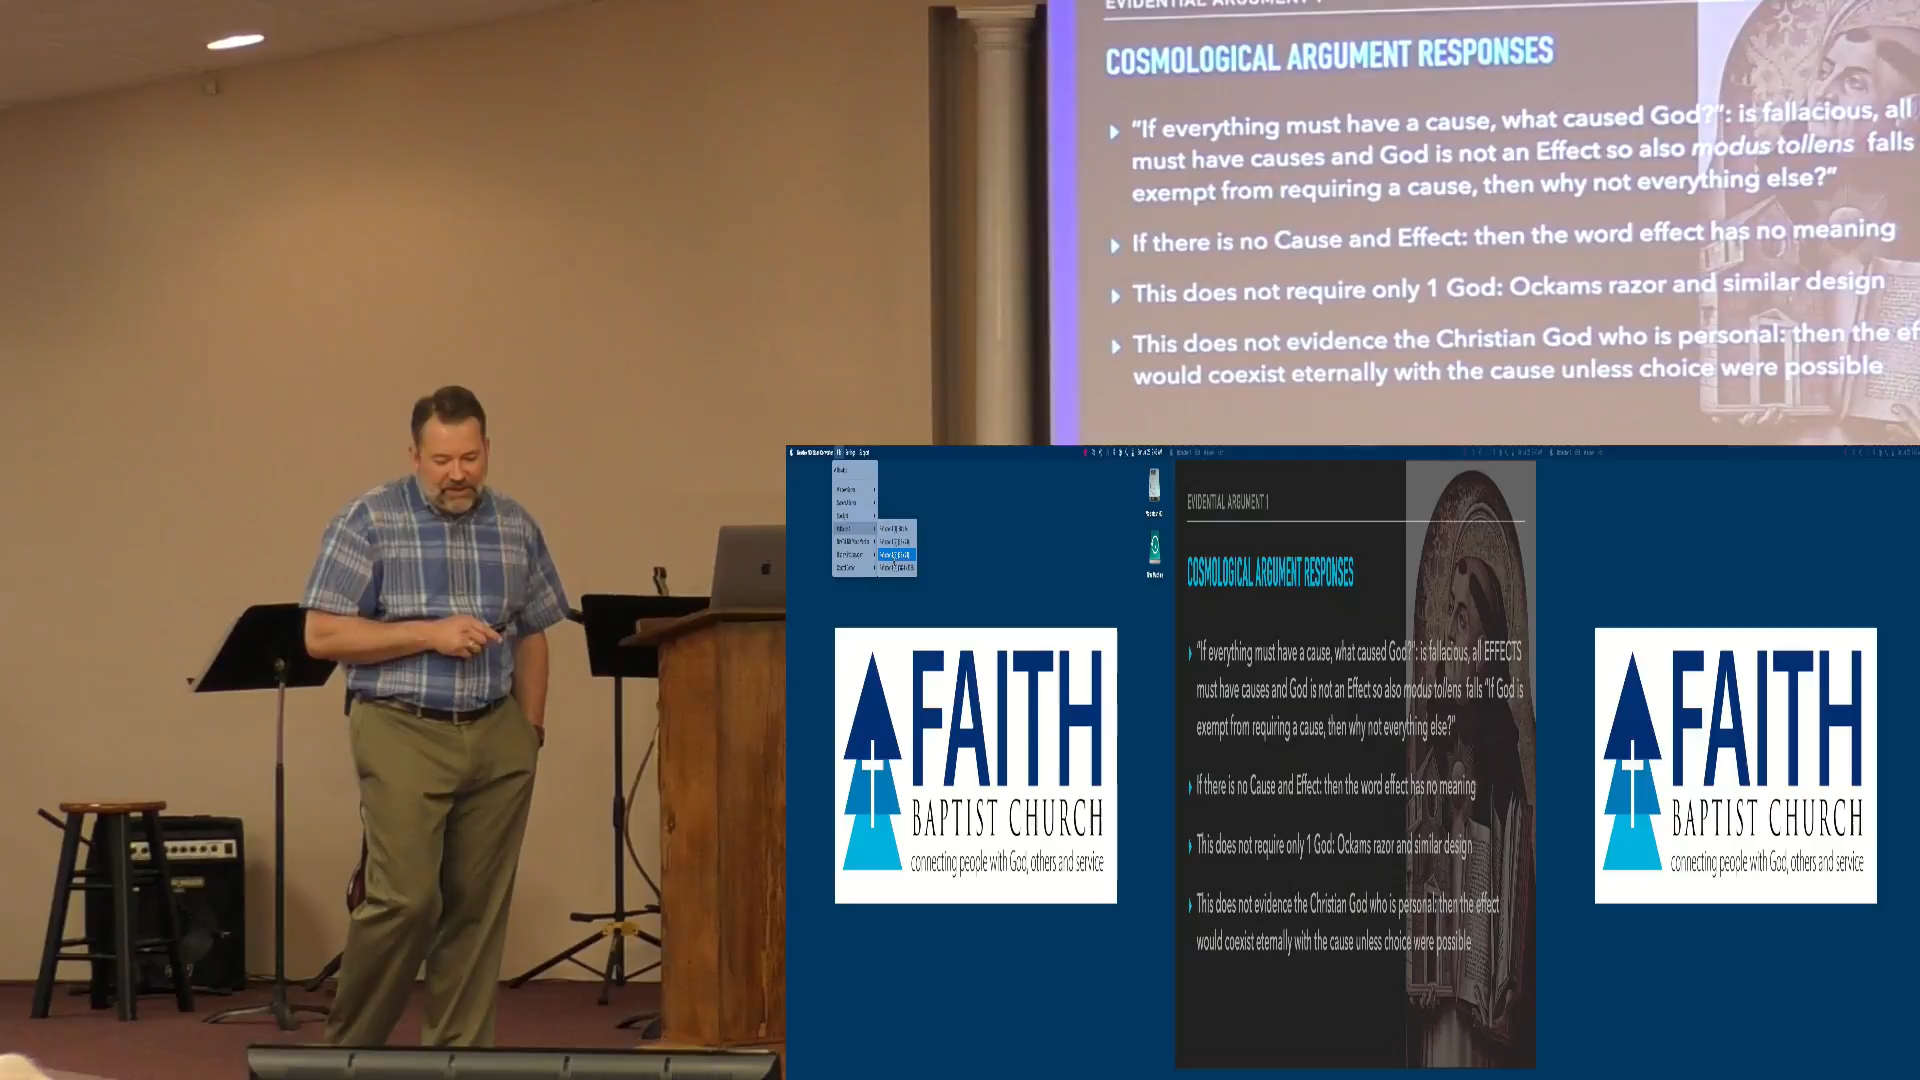 EVIDENTIAL ARGUMENT 1
COSMOLOGICAL ARGUMENT RESPONSES
"If everything must have a cause, what caused God?": is fallacious, all
must have causes and God is not an Effect so also modus tollens falls
exempt from requiring a cause, then why not everything else?"
If there is no Cause and Effect: then the word effect has no meaning
This does not require only 1 God: Ockams razor and similar design
This does not evidence the Christian God who is personal: then the ef
would coexist eternally with the cause unless choice were possible
FAITH
BAPTIST CHURCH
connecting people with God, others and service
EVIDENTIAL ARGUMENT 1
COSMOLOGICAL ARGUMENT RESPONSES
"If everything must have a cause, what caused God?": is fallacious, all EFFECTS
must have causes and God is not an Effect so also modus tollens falls "If God is
exempt from requiring a cause, then why not everything else?"
If there is no Cause and Effect: then the word effect has no meaning
This does not require only 1 God: Ockams razor and similar design
This does not evidence the Christian God who is personal: then the effect
would coexist eternally with the cause unless choice were possible
FAITH
BAPTIST CHURCH
connecting people with God, others and service